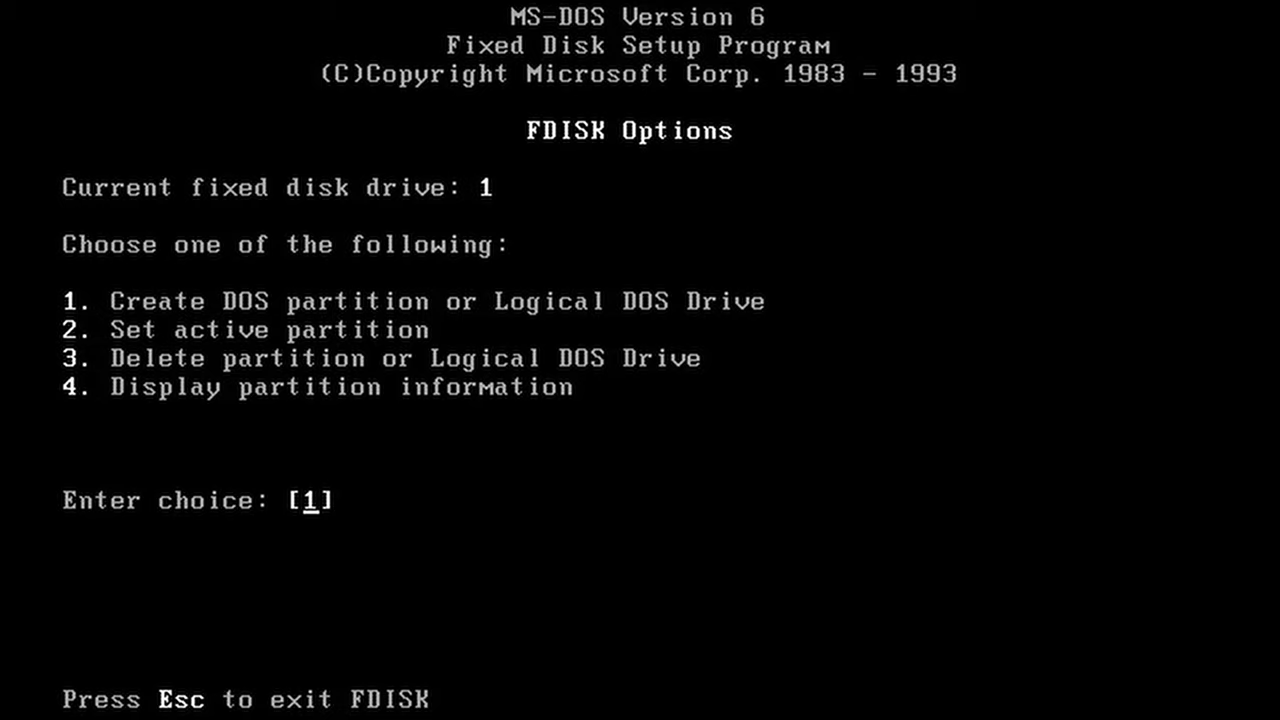 MS-DOS Version 6
Fixed Disk Setup Program
(C)Copyright Microsoft Corp. 1983 - 1993
FDISK Options
Current fixed disk drive: 1
Choose one of the following:
1. Create DOS partition or Logical DOS Drive
2. Set active partition
3. Delete partition or Logical DOS Drive
4. Display partition information
Enter choice: [1]
Press Esc to exit FDISK